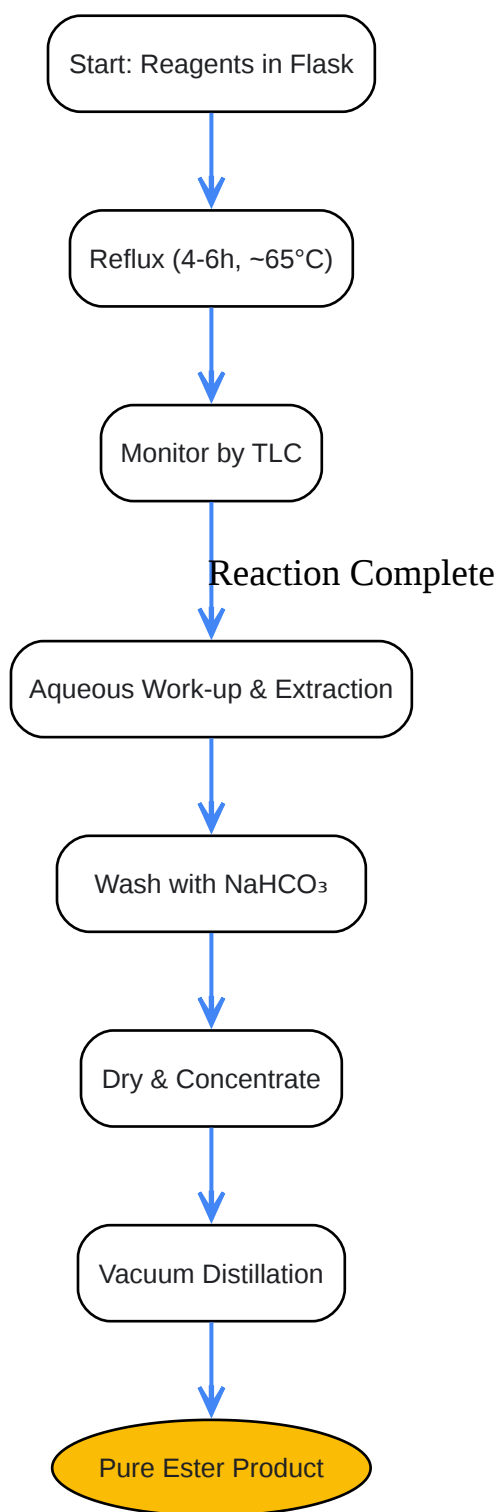 Start: Reagents in Flask
Reflux (4-6h, ~65°C)
Monitor by TLC
Reaction Complete
Aqueous Work-up & Extraction
Wash with NaHCO₃
Dry & Concentrate
Vacuum Distillation
Pure Ester Product